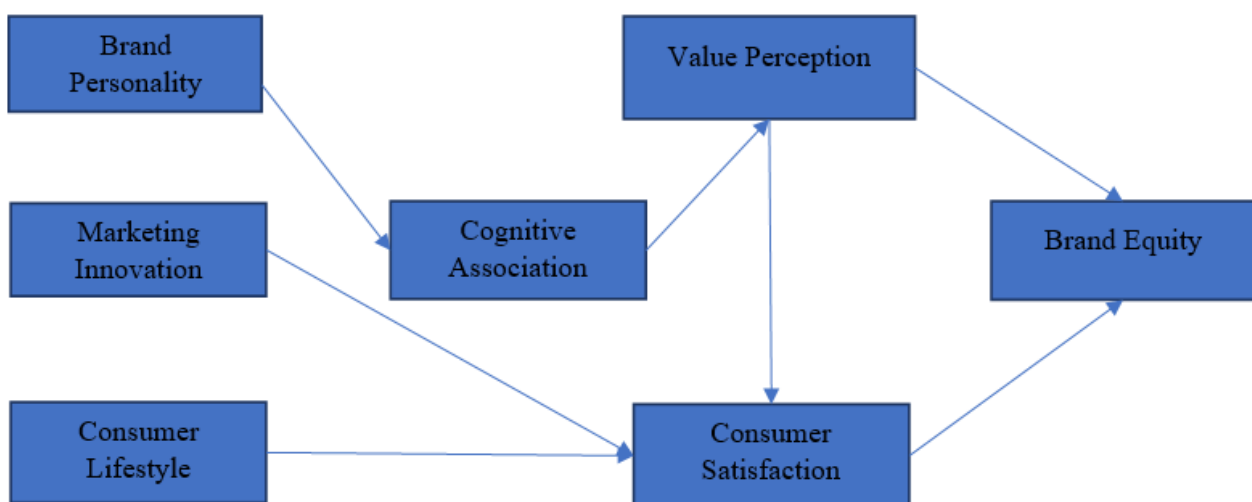 Brand
Personality
Value Perception
Marketing
Innovation
Cognitive
Association
Brand Equity
Consumer
Lifestyle
Consumer
Satisfaction